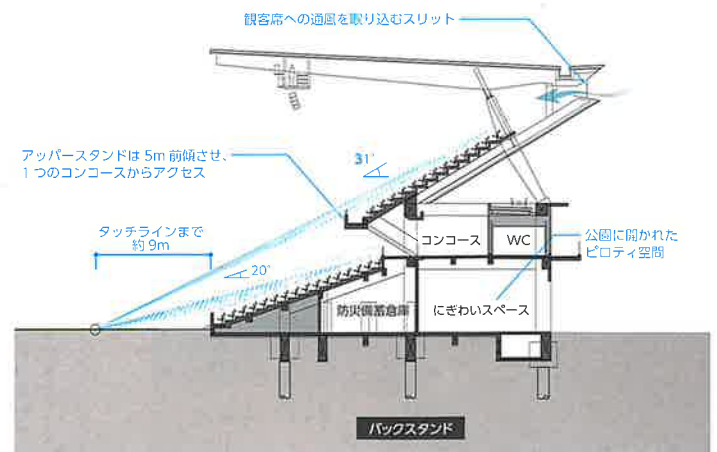 観客席への通風を取り込むスリット
アッパースタンドは5m前傾させ、
1つのコンコースからアクセス
31°
タッチラインまで
約9m
20°
コンコース
WC
公園に開かれた
ピロティ空間
防災備蓄倉庫
にぎわいスペース
バックスタンド